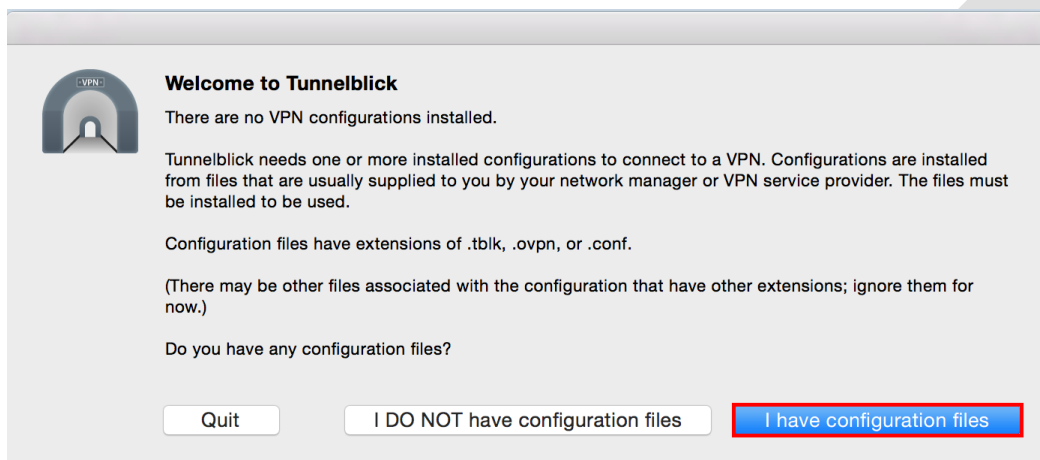 VPN
Welcome to Tunnelblick
There are no VPN configurations installed.
Tunnelblick needs one or more installed configurations to connect to a VPN. Configurations are installed
from files that are usually supplied to you by your network manager or VPN service provider. The files must
be installed to be used.
Configuration files have extensions of .tblk, .ovpn, or .conf.
(There may be other files associated with the configuration that have other extensions; ignore them for
now.)
Do you have any configuration files?
Quit
I DO NOT have configuration files
I have configuration files